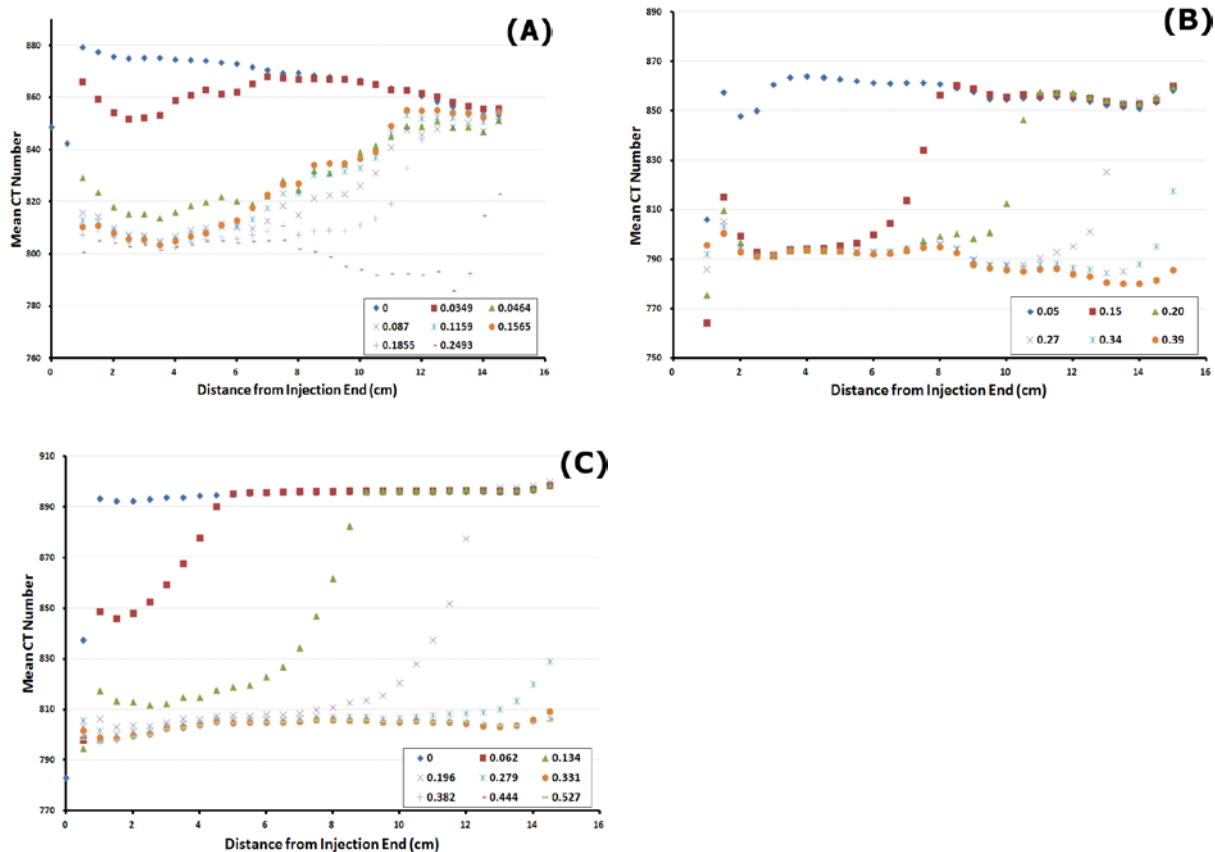 (A)
Mean CT Number
880
860
840
820
800
780
760
0 2 4 6 8 10 12 14 16
Distance from Injection End (cm)
0 0.0349 0.0464
0.087 0.1159 0.1565
0.1855 0.2493
(B)
Mean CT Number
890
870
850
830
810
790
770
750
0 2 4 6 8 10 12 14 16
Distance from Injection End (cm)
0.05 0.15 0.20
0.27 0.34 0.39
(C)
Mean CT Number
910
890
870
850
830
810
790
770
0 2 4 6 8 10 12 14 16
Distance from Injection End (cm)
0 0.062 0.134
0.196 0.279 0.331
0.382 0.444 0.527